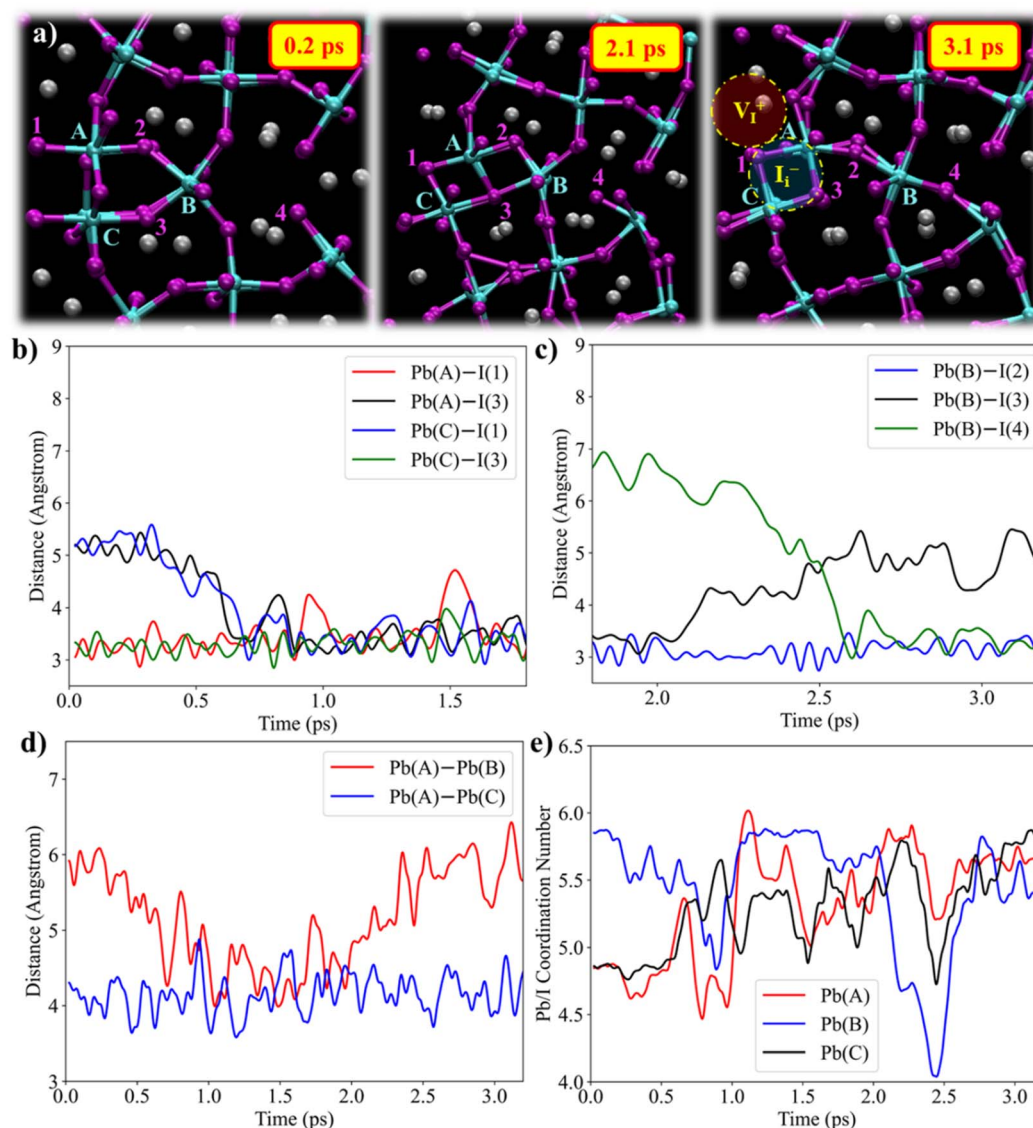 a)
0.2 ps
2.1 ps
3.1 ps
1
A
2
B
C
3
4
1
A
2
B
C
3
4
V_I^+
A
1
2
I_i^-
C
3
B
4
b)
9
8
7
6
5
4
3
Distance (Angstrom)
Pb(A)−I(1)
Pb(A)−I(3)
Pb(C)−I(1)
Pb(C)−I(3)
0.0 0.5 1.0 1.5
Time (ps)
c)
9
8
7
6
5
4
3
Distance (Angstrom)
Pb(B)−I(2)
Pb(B)−I(3)
Pb(B)−I(4)
2.0 2.5 3.0
Time (ps)
d)
7
6
5
4
3
Distance (Angstrom)
Pb(A)−Pb(B)
Pb(A)−Pb(C)
0.0 0.5 1.0 1.5 2.0 2.5 3.0
Time (ps)
e)
6.5
6.0
5.5
5.0
4.5
4.0
Pb/I Coordination Number
Pb(A)
Pb(B)
Pb(C)
0.0 0.5 1.0 1.5 2.0 2.5 3.0
Time (ps)